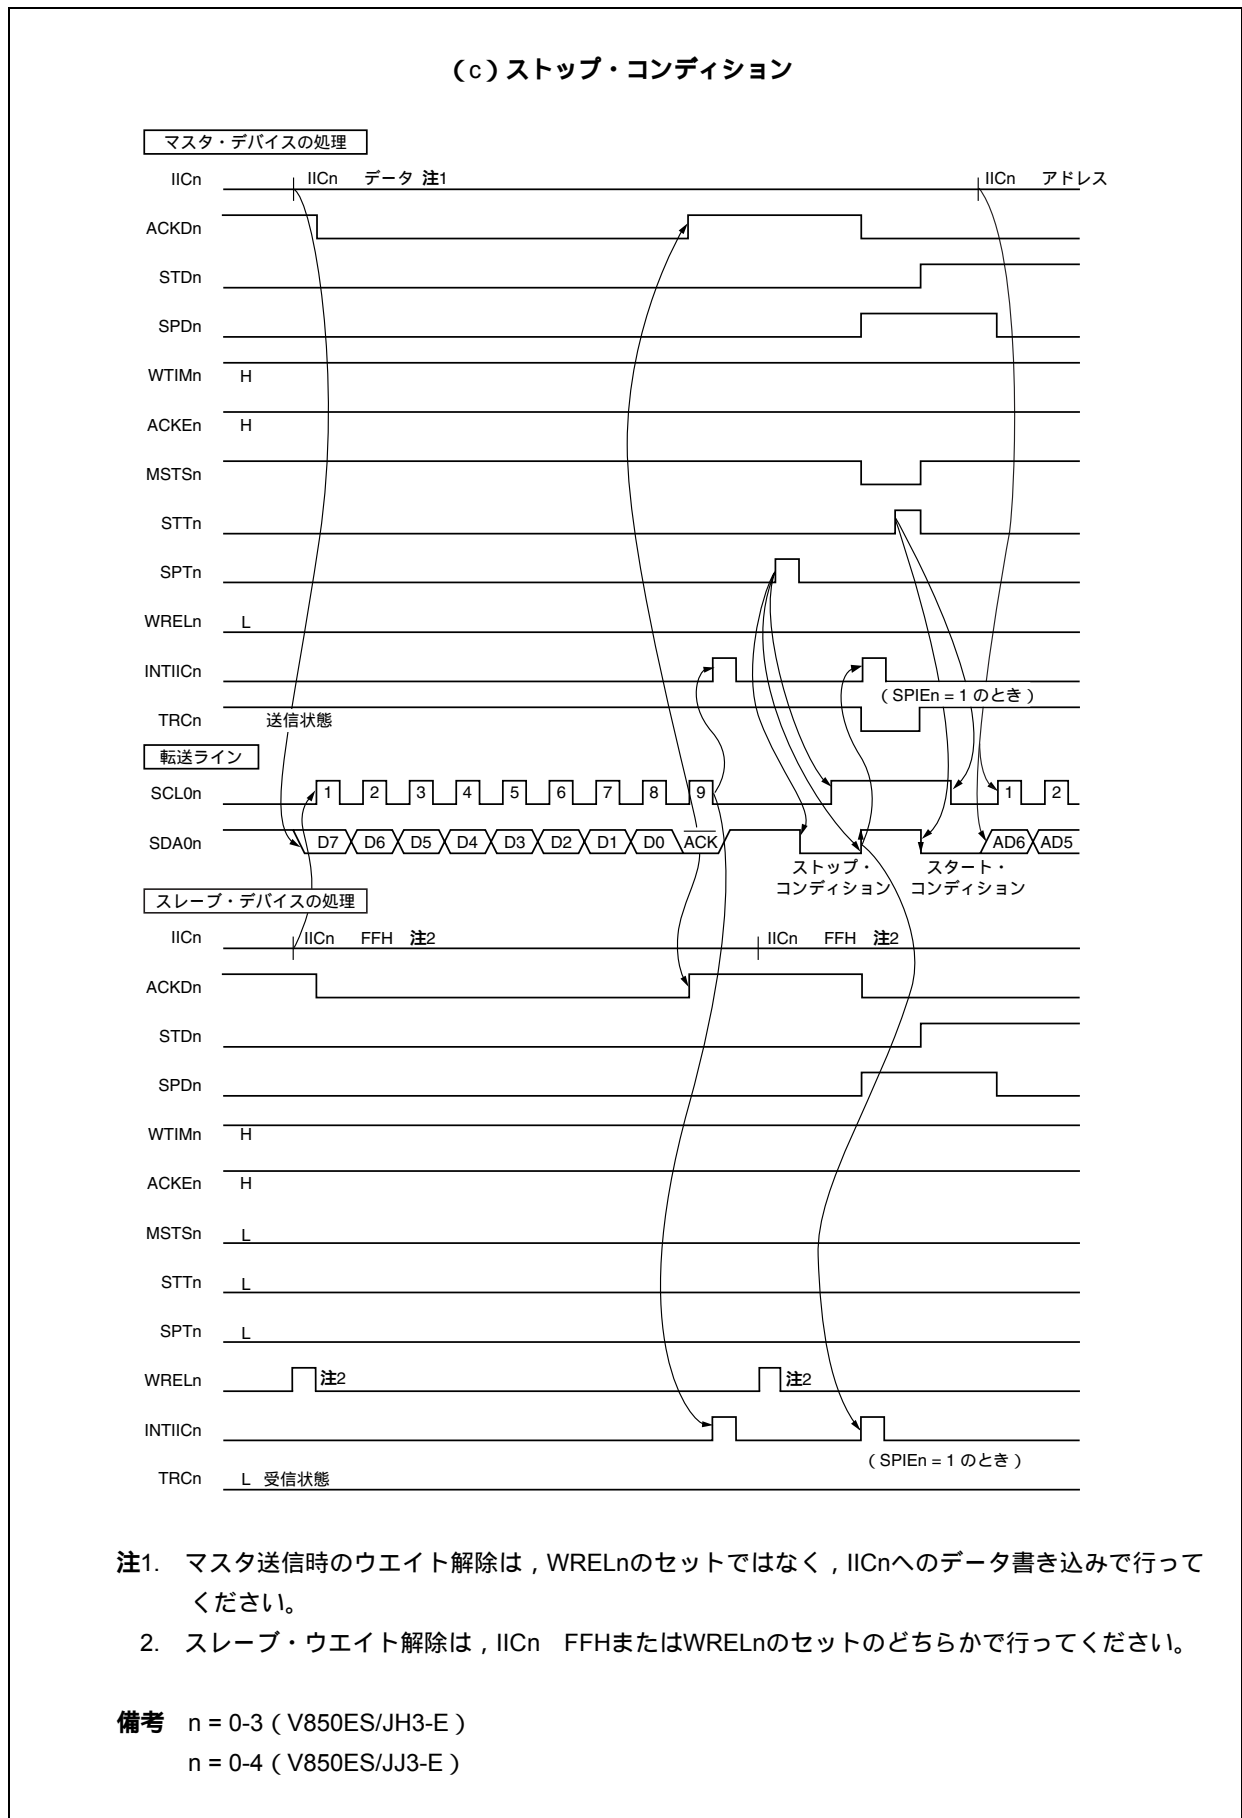 (c)ストップ・コンディション
マスタ・デバイスの処理
IICn IICn データ 注1 IICn アドレス
ACKDn
STDn
SPDn
WTIMn H
ACKEn H
MSTSn
STTn
SPTn
WRELn L
INTIICn
(SPIEn = 1 のとき)
TRCn 送信状態
転送ライン
SCL0n 1 2 3 4 5 6 7 8 9 1 2
SDA0n D7 D6 D5 D4 D3 D2 D1 D0 ACK AD6 AD5
ストップ・ スタート・
コンディション コンディション
スレーブ・デバイスの処理
IICn IICn FFH 注2 IICn FFH 注2
ACKDn
STDn
SPDn
WTIMn H
ACKEn H
MSTSn L
STTn L
SPTn L
WRELn 注2 注2
INTIICn
(SPIEn = 1 のとき)
TRCn L 受信状態
注1. マスタ送信時のウエイト解除は,WRELnのセットではなく,IICnへのデータ書き込みで行って
ください。
2. スレーブ・ウエイト解除は,IICn FFHまたはWRELnのセットのどちらかで行ってください。
備考 n = 0-3(V850ES/JH3-E)
n = 0-4(V850ES/JJ3-E)